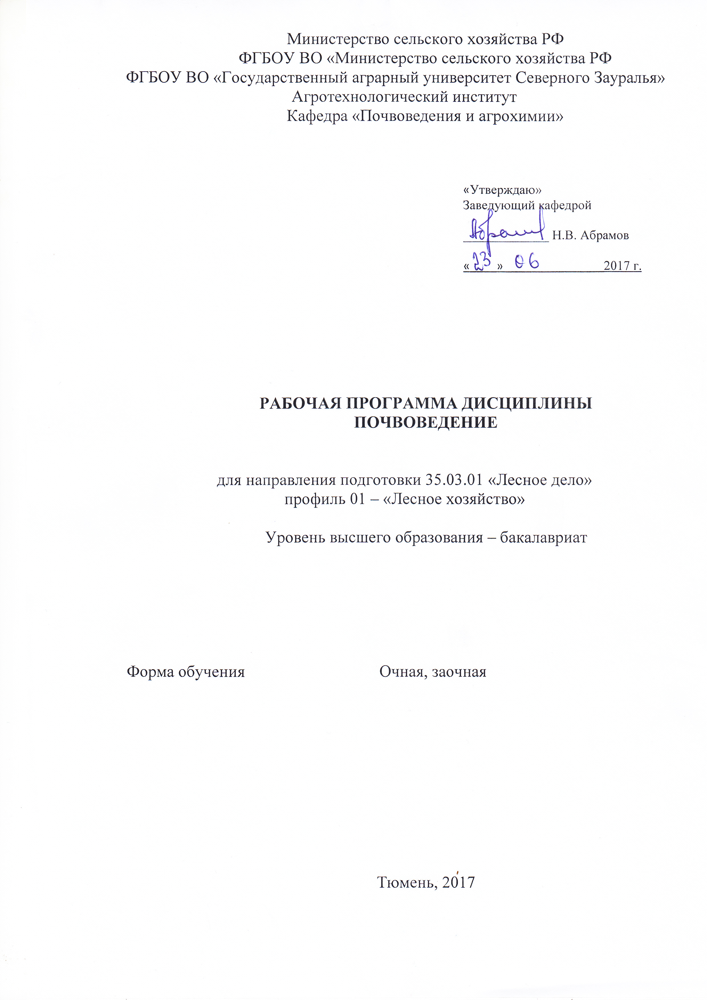 Министерство сельского хозяйства РФ
ФГБОУ ВО «Министерство сельского хозяйства РФ
ФГБОУ ВО «Государственный аграрный университет Северного Зауралья»
Агротехнологический институт
Кафедра «Почвоведения и агрохимии»
«Утверждаю»
Заведующий кафедрой
Абрамов Н.В. Абрамов
«23» 06 2017 г.
РАБОЧАЯ ПРОГРАММА ДИСЦИПЛИНЫ
ПОЧВОВЕДЕНИЕ
для направления подготовки 35.03.01 «Лесное дело»
профиль 01 – «Лесное хозяйство»
Уровень высшего образования – бакалавриат
Форма обучения Очная, заочная
Тюмень, 2017